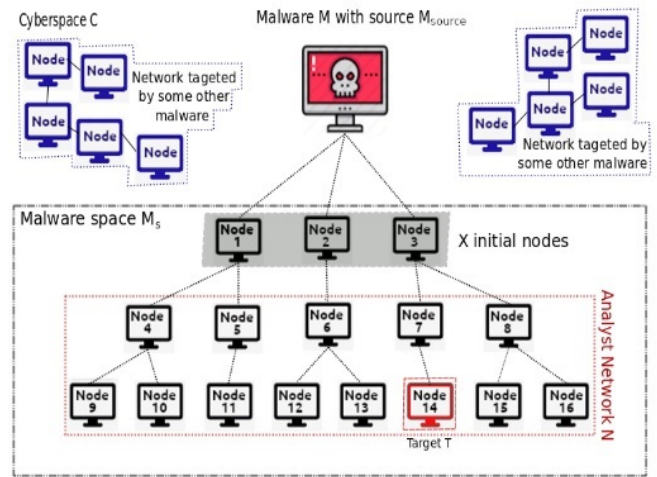 Cyberspace C
Malware M with source Msource
Node
Node
Node
Node
Node
Network tageted
by some other
malware
Node
Node
Node
Node
Node
Network tageted by
some other malware
Malware space Ms
Node
1
Node
2
Node
3
X initial nodes
Node
4
Node
5
Node
6
Node
7
Node
8
Analyst Network N
Node
9
Node
10
Node
11
Node
12
Node
13
Node
14
Node
15
Node
16
Target T